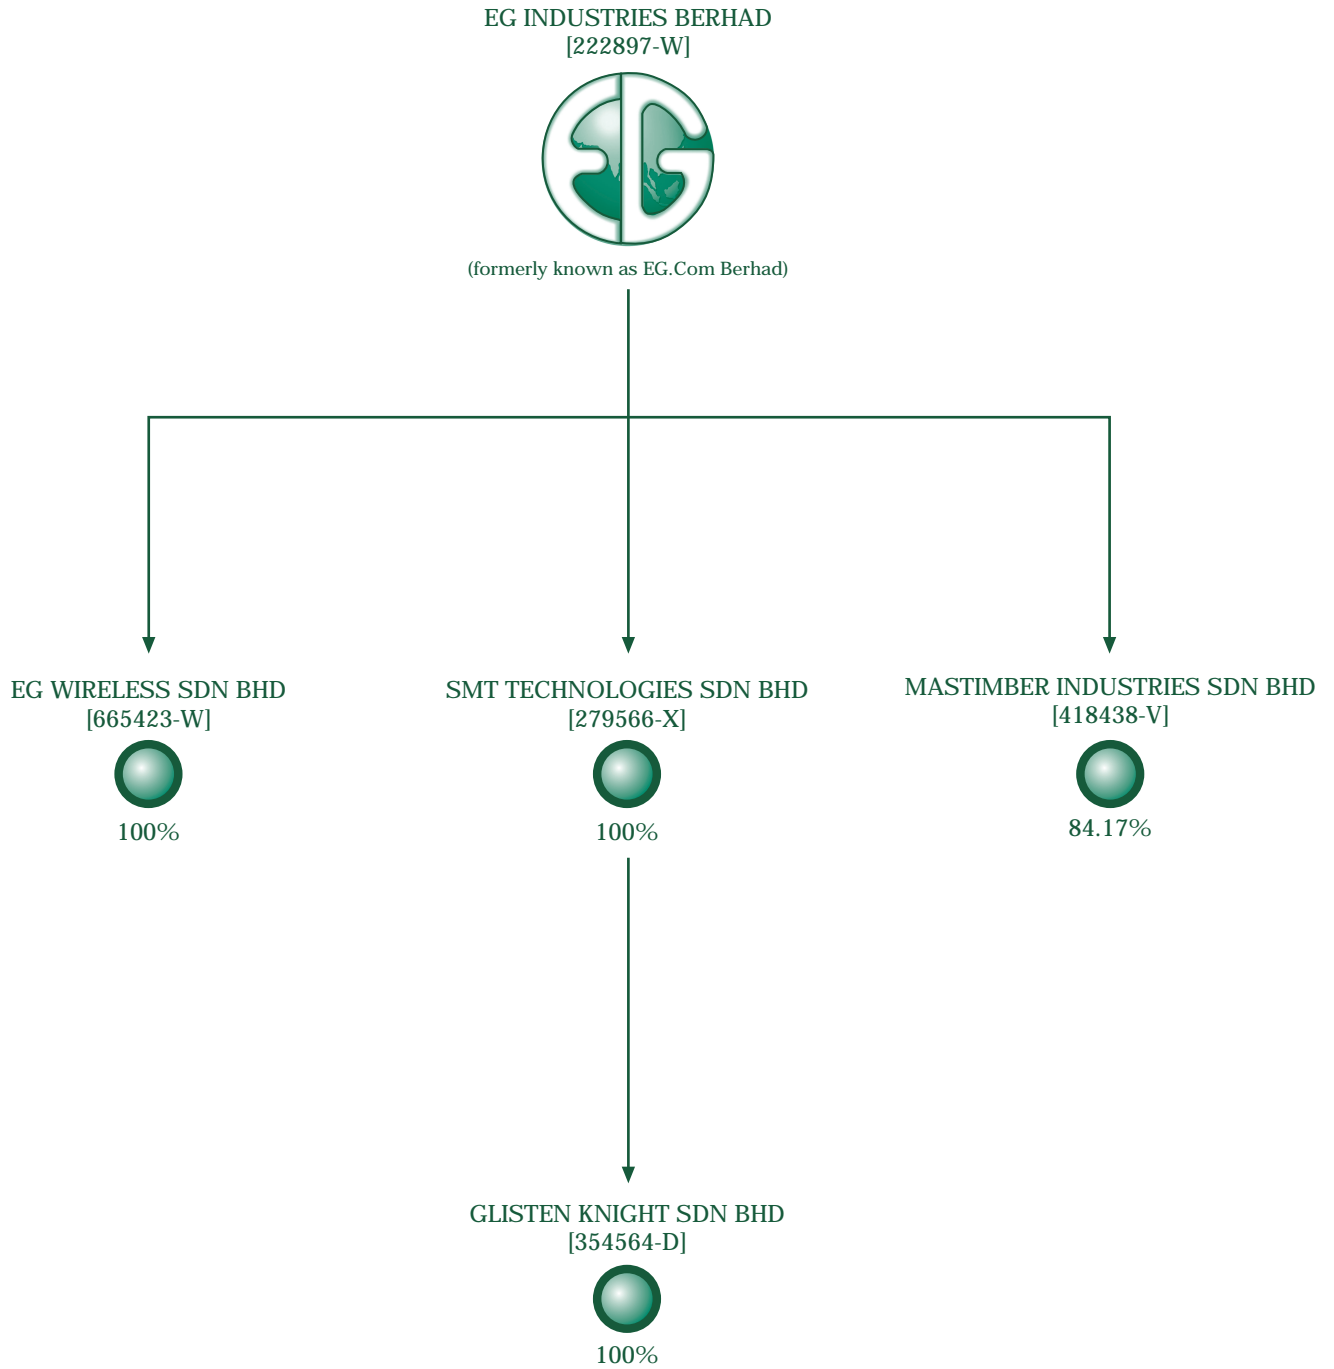 EG INDUSTRIES BERHAD
[222897-W]
EG
(formerly known as EG.Com Berhad)
EG WIRELESS SDN BHD
[665423-W]
100%
SMT TECHNOLOGIES SDN BHD
[279566-X]
100%
MASTIMBER INDUSTRIES SDN BHD
[418438-V]
84.17%
GLISTEN KNIGHT SDN BHD
[354564-D]
100%